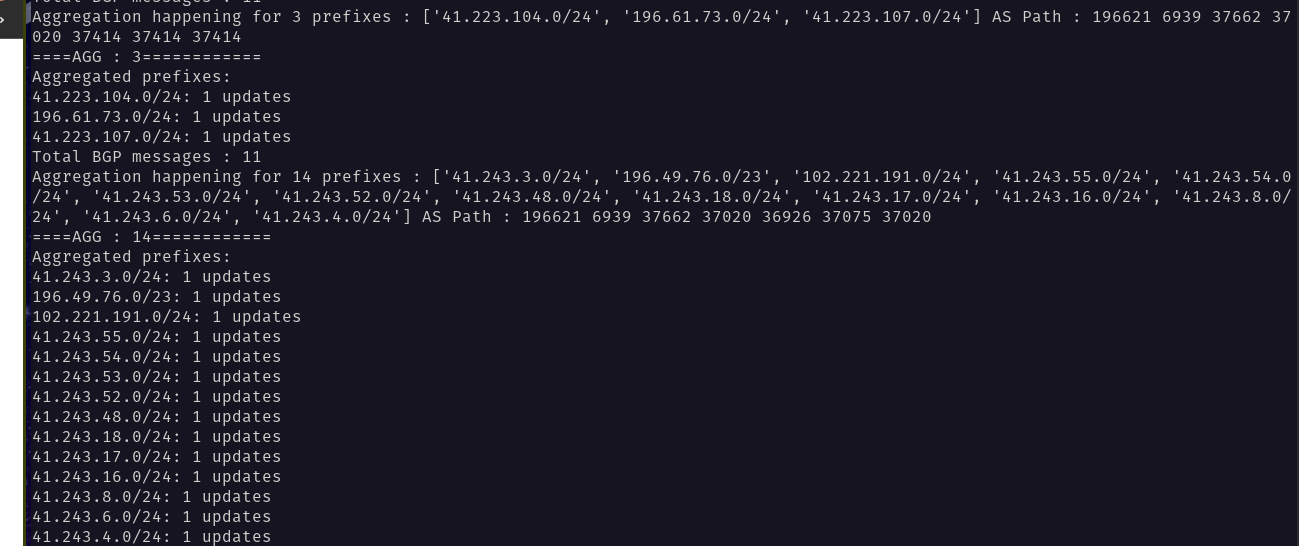 Total BGP messages : 11
Aggregation happening for 3 prefixes : ['41.223.104.0/24', '196.61.73.0/24', '41.223.107.0/24'] AS Path : 196621 6939 37662 37
020 37414 37414 37414
====AGG : 3============
Aggregated prefixes:
41.223.104.0/24: 1 updates
196.61.73.0/24: 1 updates
41.223.107.0/24: 1 updates
Total BGP messages : 11
Aggregation happening for 14 prefixes : ['41.243.3.0/24', '196.49.76.0/23', '102.221.191.0/24', '41.243.55.0/24', '41.243.54.0
/24', '41.243.53.0/24', '41.243.52.0/24', '41.243.48.0/24', '41.243.18.0/24', '41.243.17.0/24', '41.243.16.0/24', '41.243.8.0/
24', '41.243.6.0/24', '41.243.4.0/24'] AS Path : 196621 6939 37662 37020 36926 37075 37020
====AGG : 14============
Aggregated prefixes:
41.243.3.0/24: 1 updates
196.49.76.0/23: 1 updates
102.221.191.0/24: 1 updates
41.243.55.0/24: 1 updates
41.243.54.0/24: 1 updates
41.243.53.0/24: 1 updates
41.243.52.0/24: 1 updates
41.243.48.0/24: 1 updates
41.243.18.0/24: 1 updates
41.243.17.0/24: 1 updates
41.243.16.0/24: 1 updates
41.243.8.0/24: 1 updates
41.243.6.0/24: 1 updates
41.243.4.0/24: 1 updates